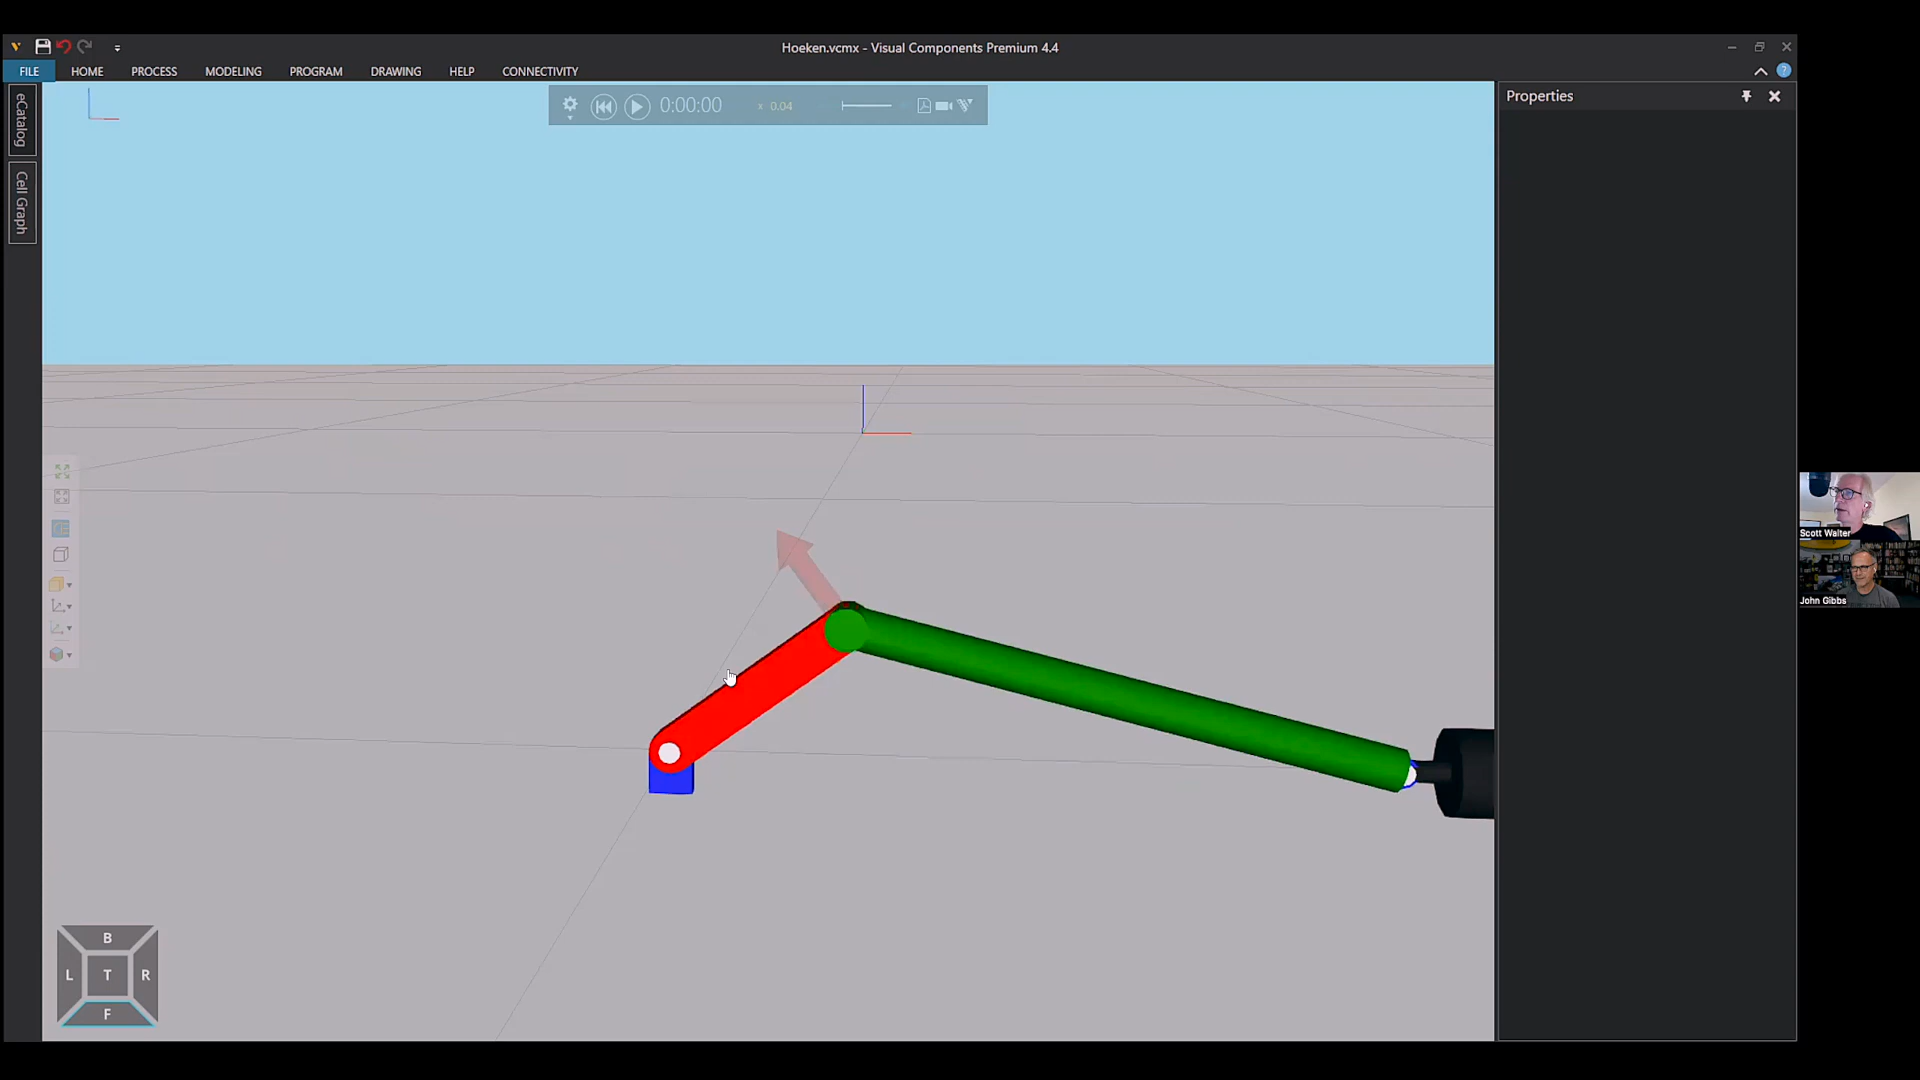 Hoeken.vcmx - Visual Components Premium 4.4
FILE HOME PROCESS MODELING PROGRAM DRAWING HELP CONNECTIVITY
eCatalog
Cell Graph
0:00:00 x 0.04
Properties
Scott Walter
John Gibbs
B
L T R
F